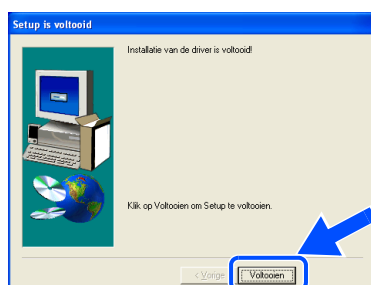 Setup is voltooid
Installatie van de driver is voltooid!
Klik op Voltooien om Setup te voltooien.
< Vorige
Voltooien